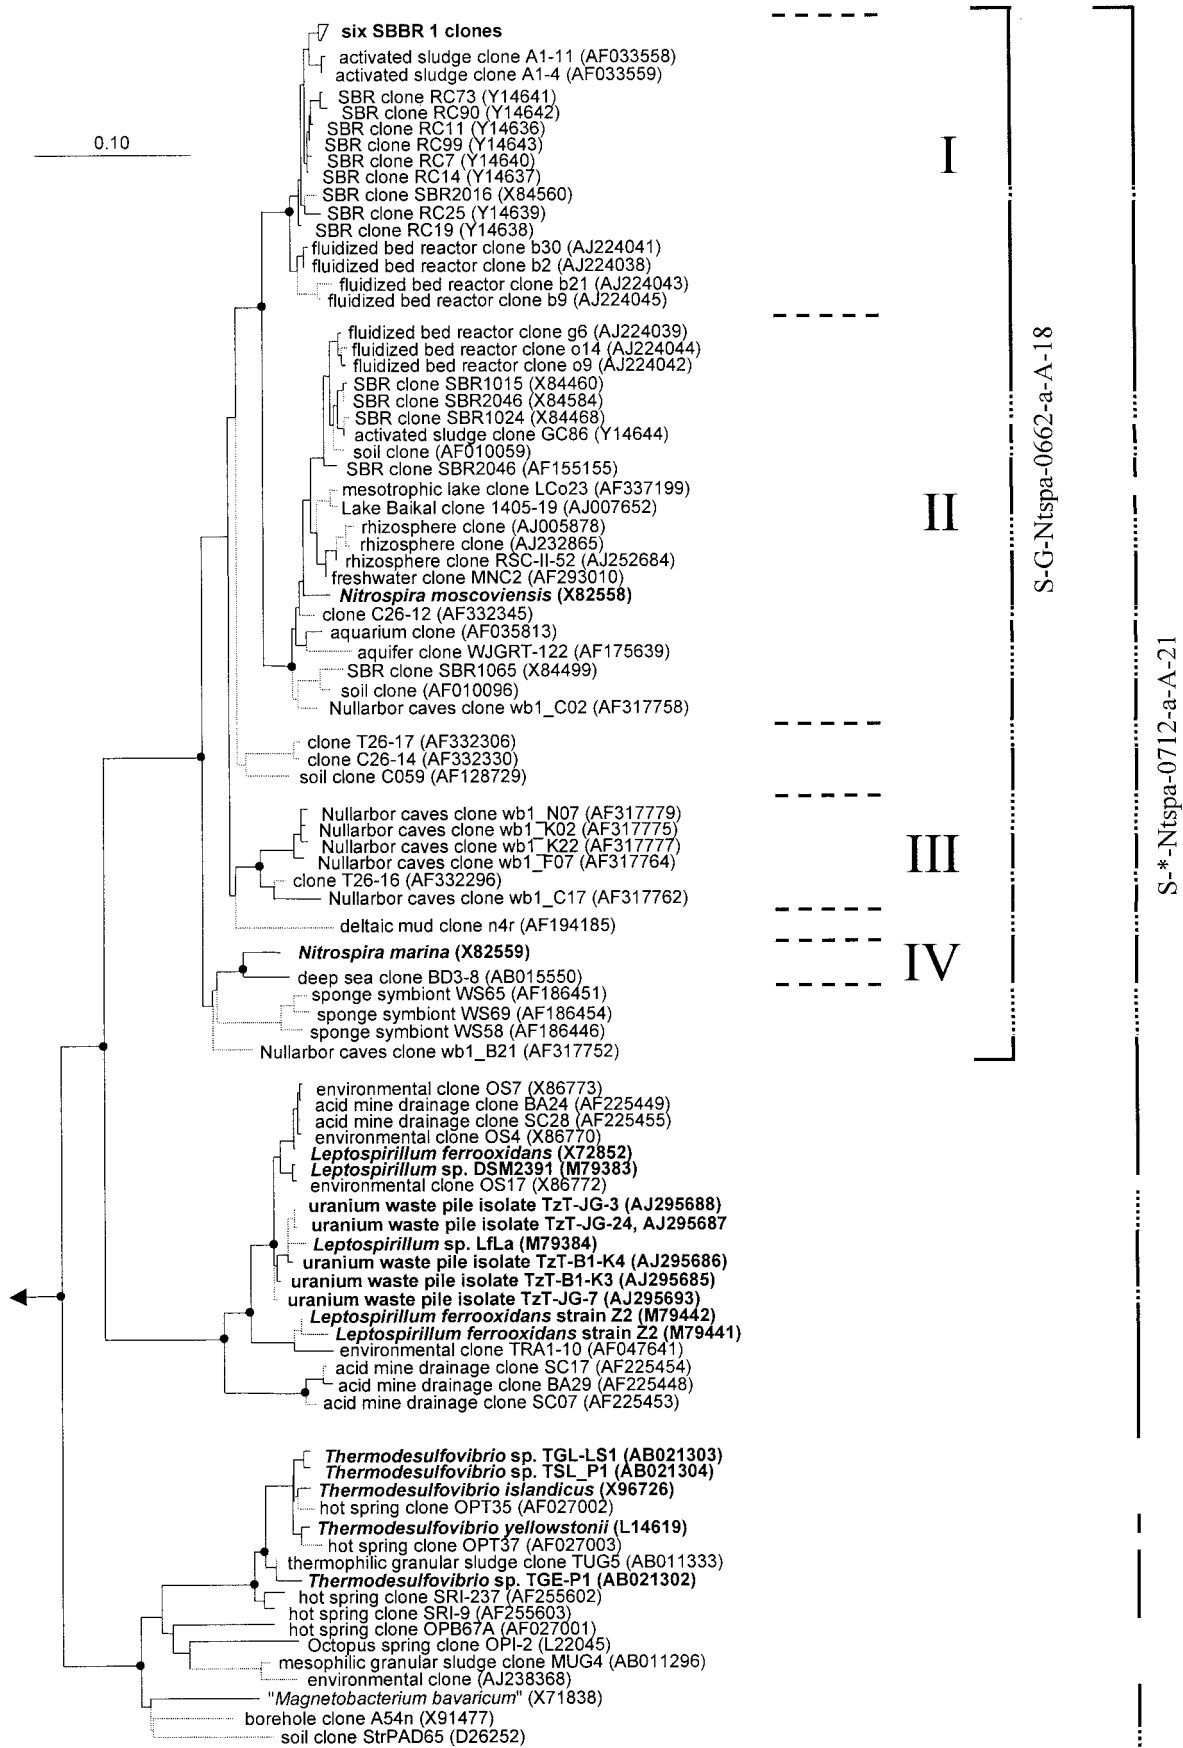 six SBBR 1 clones
activated sludge clone A1-11 (AF033558)
activated sludge clone A1-4 (AF033559)
SBR clone RC73 (Y14641)
SBR clone RC90 (Y14642)
SBR clone RC11 (Y14636)
SBR clone RC99 (Y14643)
SBR clone RC7 (Y14640)
SBR clone RC14 (Y14637)
SBR clone SBR2016 (X84560)
SBR clone RC25 (Y14639)
SBR clone RC19 (Y14638)
fluidized bed reactor clone b30 (AJ224041)
fluidized bed reactor clone b2 (AJ224038)
fluidized bed reactor clone b21 (AJ224043)
fluidized bed reactor clone b9 (AJ224045)
0.10
I
fluidized bed reactor clone g6 (AJ224039)
fluidized bed reactor clone o14 (AJ224044)
fluidized bed reactor clone o9 (AJ224042)
SBR clone SBR1015 (X84460)
SBR clone SBR2046 (X84584)
SBR clone SBR1024 (X84468)
activated sludge clone GC86 (Y14644)
soil clone (AF010059)
SBR clone SBR2046 (AF155155)
mesotrophic lake clone LCo23 (AF337199)
Lake Baikal clone 1405-19 (AJ007652)
rhizosphere clone (AJ005878)
rhizosphere clone (AJ232865)
rhizosphere clone RSC-II-52 (AJ252684)
freshwater clone MNC2 (AF293010)
Nitrospira moscoviensis (X82558)
clone C26-12 (AF332345)
aquarium clone (AF035813)
aquifer clone WJGRT-122 (AF175639)
SBR clone SBR1065 (X84499)
soil clone (AF010096)
Nullarbor caves clone wb1_C02 (AF317758)
II
clone T26-17 (AF332306)
clone C26-14 (AF332330)
soil clone C059 (AF128729)
Nullarbor caves clone wb1_N07 (AF317779)
Nullarbor caves clone wb1_K02 (AF317775)
Nullarbor caves clone wb1_K22 (AF317777)
Nullarbor caves clone wb1_F07 (AF317764)
clone T26-16 (AF332296)
Nullarbor caves clone wb1_C17 (AF317762)
III
deltaic mud clone n4r (AF194185)
Nitrospira marina (X82559)
deep sea clone BD3-8 (AB015550)
IV
sponge symbiont WS65 (AF186451)
sponge symbiont WS69 (AF186454)
sponge symbiont WS58 (AF186446)
Nullarbor caves clone wb1_B21 (AF317752)
S-G-Ntspa-0662-a-A-18
S-*-Ntspa-0712-a-A-21
environmental clone OS7 (X86773)
acid mine drainage clone BA24 (AF225449)
acid mine drainage clone SC28 (AF225455)
environmental clone OS4 (X86770)
Leptospirillum ferrooxidans (X72852)
Leptospirillum sp. DSM2391 (M79383)
environmental clone OS17 (X86772)
uranium waste pile isolate TzT-JG-3 (AJ295688)
uranium waste pile isolate TzT-JG-24, AJ295687
Leptospirillum sp. LfLa (M79384)
uranium waste pile isolate TzT-B1-K4 (AJ295686)
uranium waste pile isolate TzT-B1-K3 (AJ295685)
uranium waste pile isolate TzT-JG-7 (AJ295693)
Leptospirillum ferrooxidans strain Z2 (M79442)
Leptospirillum ferrooxidans strain Z2 (M79441)
environmental clone TRA1-10 (AF047641)
acid mine drainage clone SC17 (AF225454)
acid mine drainage clone BA29 (AF225448)
acid mine drainage clone SC07 (AF225453)
Thermodesulfovibrio sp. TGL-LS1 (AB021303)
Thermodesulfovibrio sp. TSL_P1 (AB021304)
Thermodesulfovibrio islandicus (X96726)
hot spring clone OPT35 (AF027002)
Thermodesulfovibrio yellowstonii (L14619)
hot spring clone OPT37 (AF027003)
thermophilic granular sludge clone TUG5 (AB011333)
Thermodesulfovibrio sp. TGE-P1 (AB021302)
hot spring clone SRI-237 (AF255602)
hot spring clone SRI-9 (AF255603)
hot spring clone OPB67A (AF027001)
Octopus spring clone OPI-2 (L22045)
mesophilic granular sludge clone MUG4 (AB011296)
environmental clone (AJ238368)
"Magnetobacterium bavaricum" (X71838)
borehole clone A54n (X91477)
soil clone StrPAD65 (D26252)